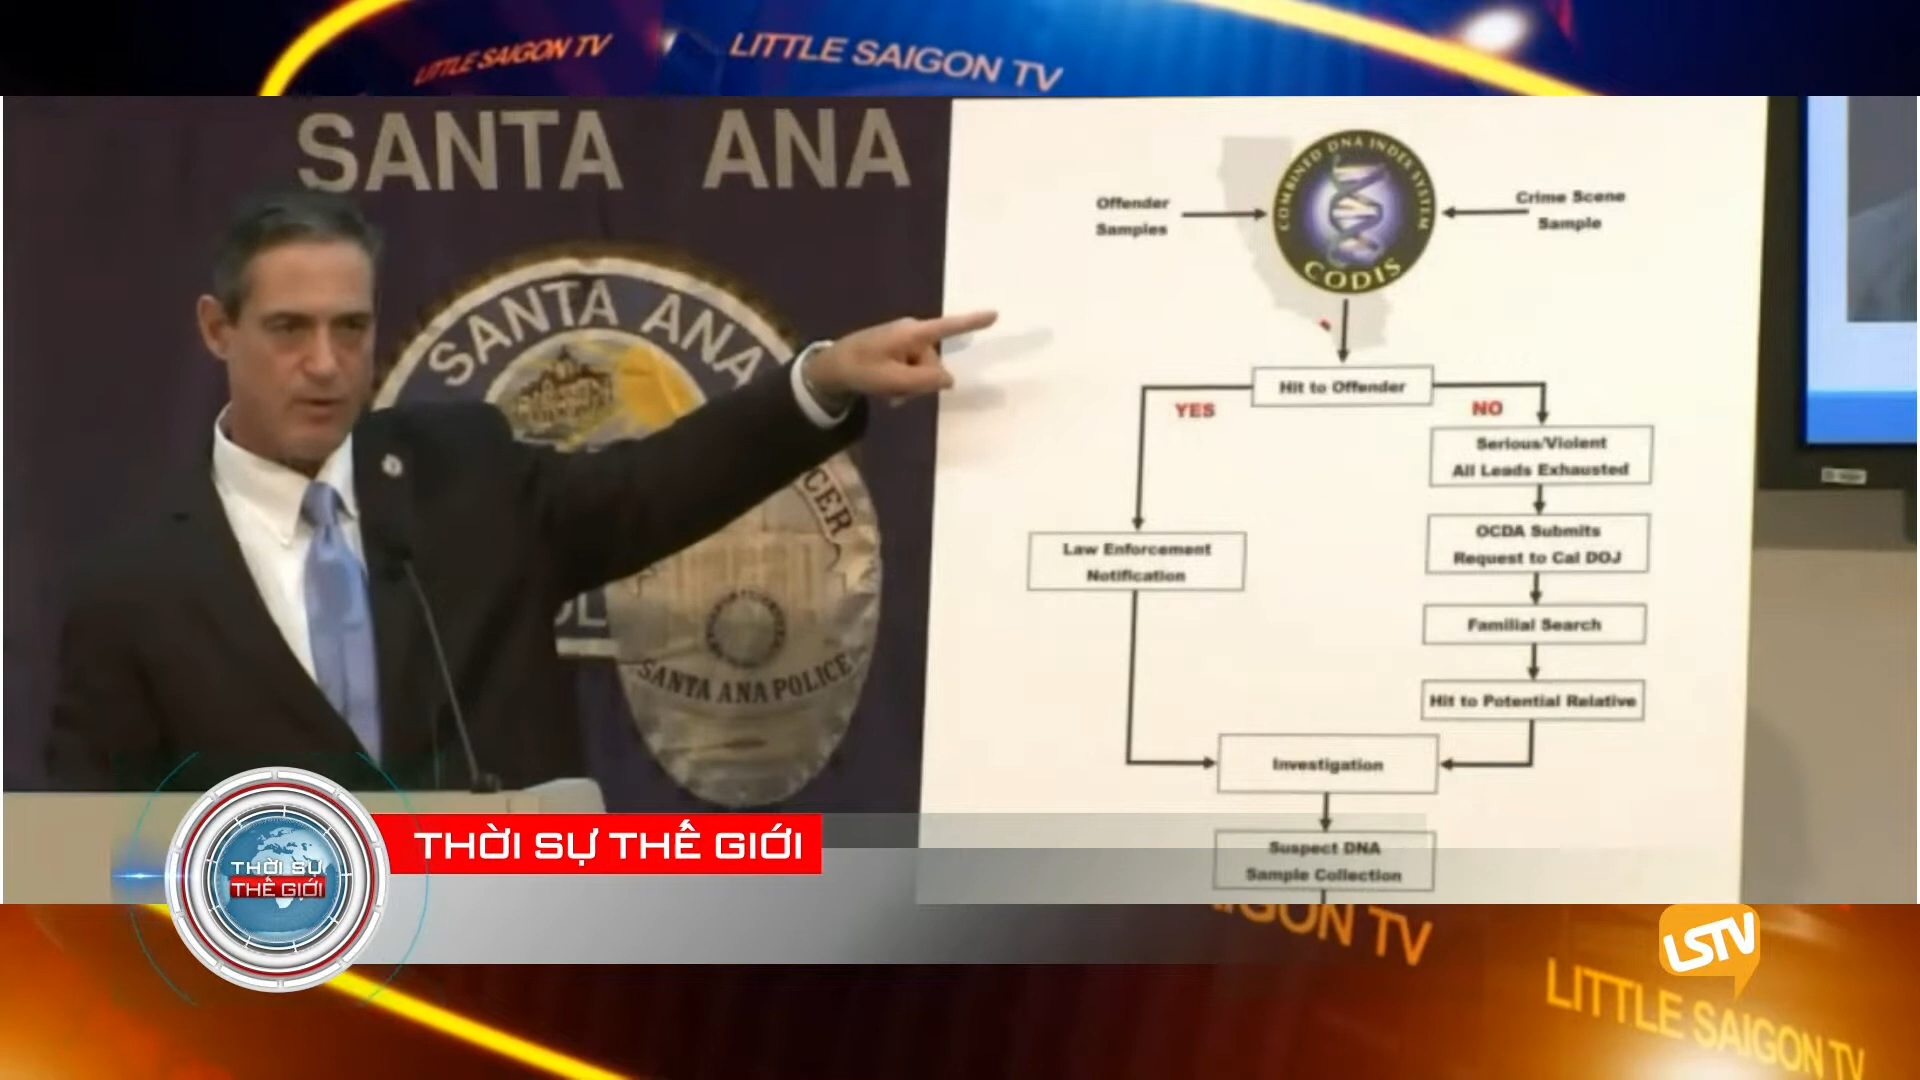 LITTLE SAIGON TV
LITTLE SAIGON TV
SANTA ANA
SANTA ANA
CER
SANTA ANA POLICE
COMBINED DNA INDEX SYSTEM
CODIS
Offender
Samples
Crime Scene
Sample
Hit to Offender
YES
NO
Serious/Violent
All Leads Exhausted
OCDA Submits
Request to Cal DOJ
Law Enforcement
Notification
Familial Search
Hit to Potential Relative
Investigation
Suspect DNA
Sample Collection
THỜI SỰ THẾ GIỚI
THỜI SỰ
THẾ GIỚI
AIGON TV
LSTV
LITTLE SAIGON TV